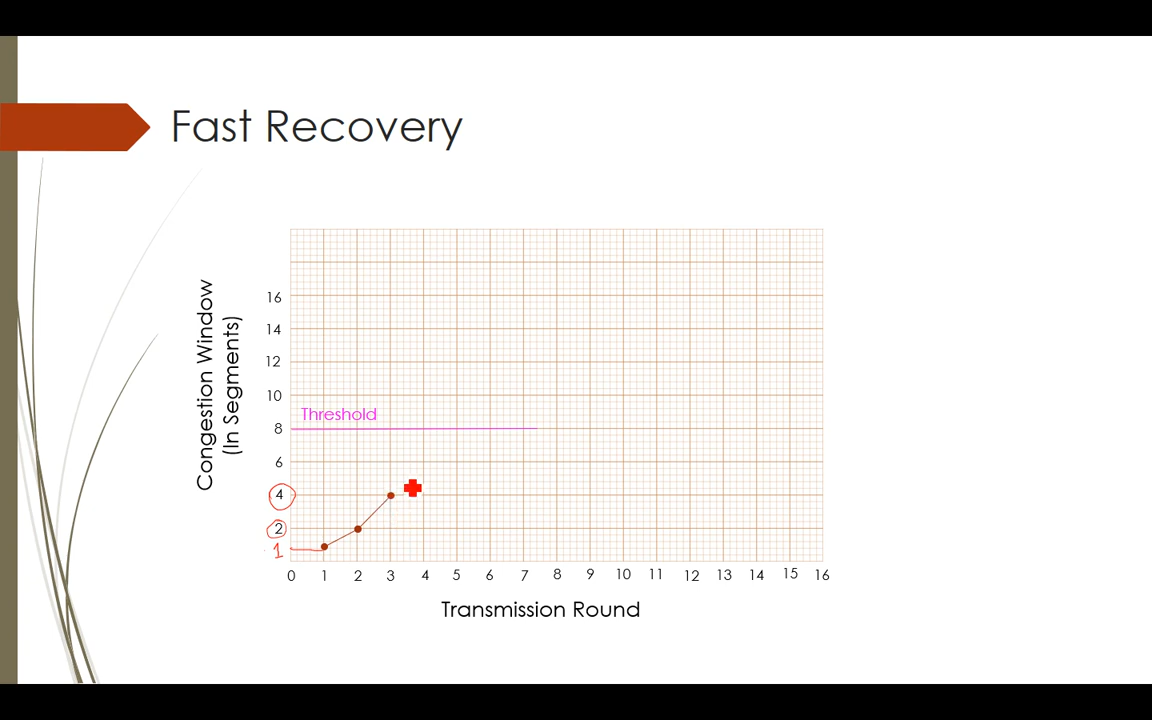 Fast Recovery
Congestion Window
(In Segments)
16
14
12
10
Threshold
8
6
4
2
1
0 1 2 3 4 5 6 7 8 9 10 11 12 13 14 15 16
Transmission Round